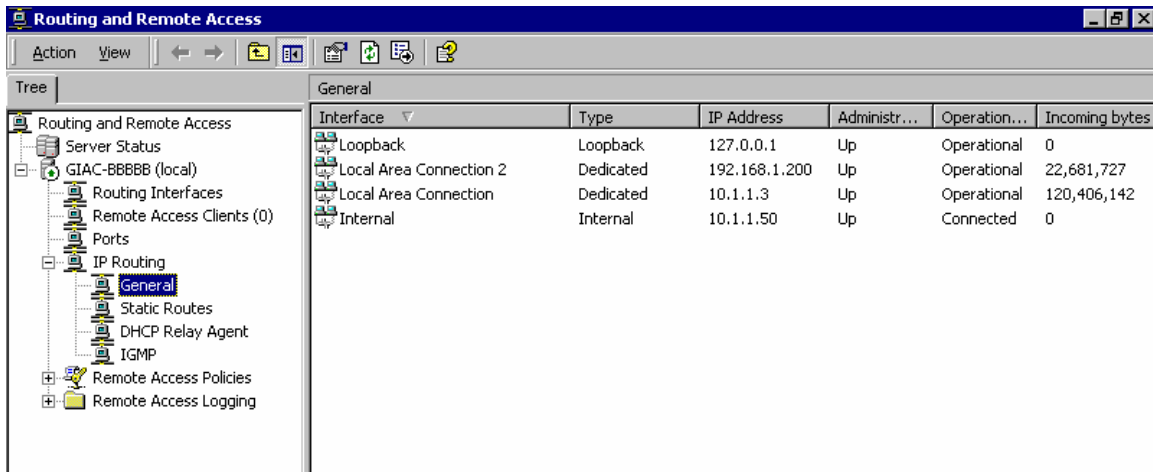 Routing and Remote Access
Action View
Tree
Routing and Remote Access
Server Status
GIAC-BBBBB (local)
Routing Interfaces
Remote Access Clients (0)
Ports
IP Routing
General
Static Routes
DHCP Relay Agent
IGMP
Remote Access Policies
Remote Access Logging
General
Interface Type IP Address Administr... Operation... Incoming bytes
Loopback Loopback 127.0.0.1 Up Operational 0
Local Area Connection 2 Dedicated 192.168.1.200 Up Operational 22,681,727
Local Area Connection Dedicated 10.1.1.3 Up Operational 120,406,142
Internal Internal 10.1.1.50 Up Connected 0